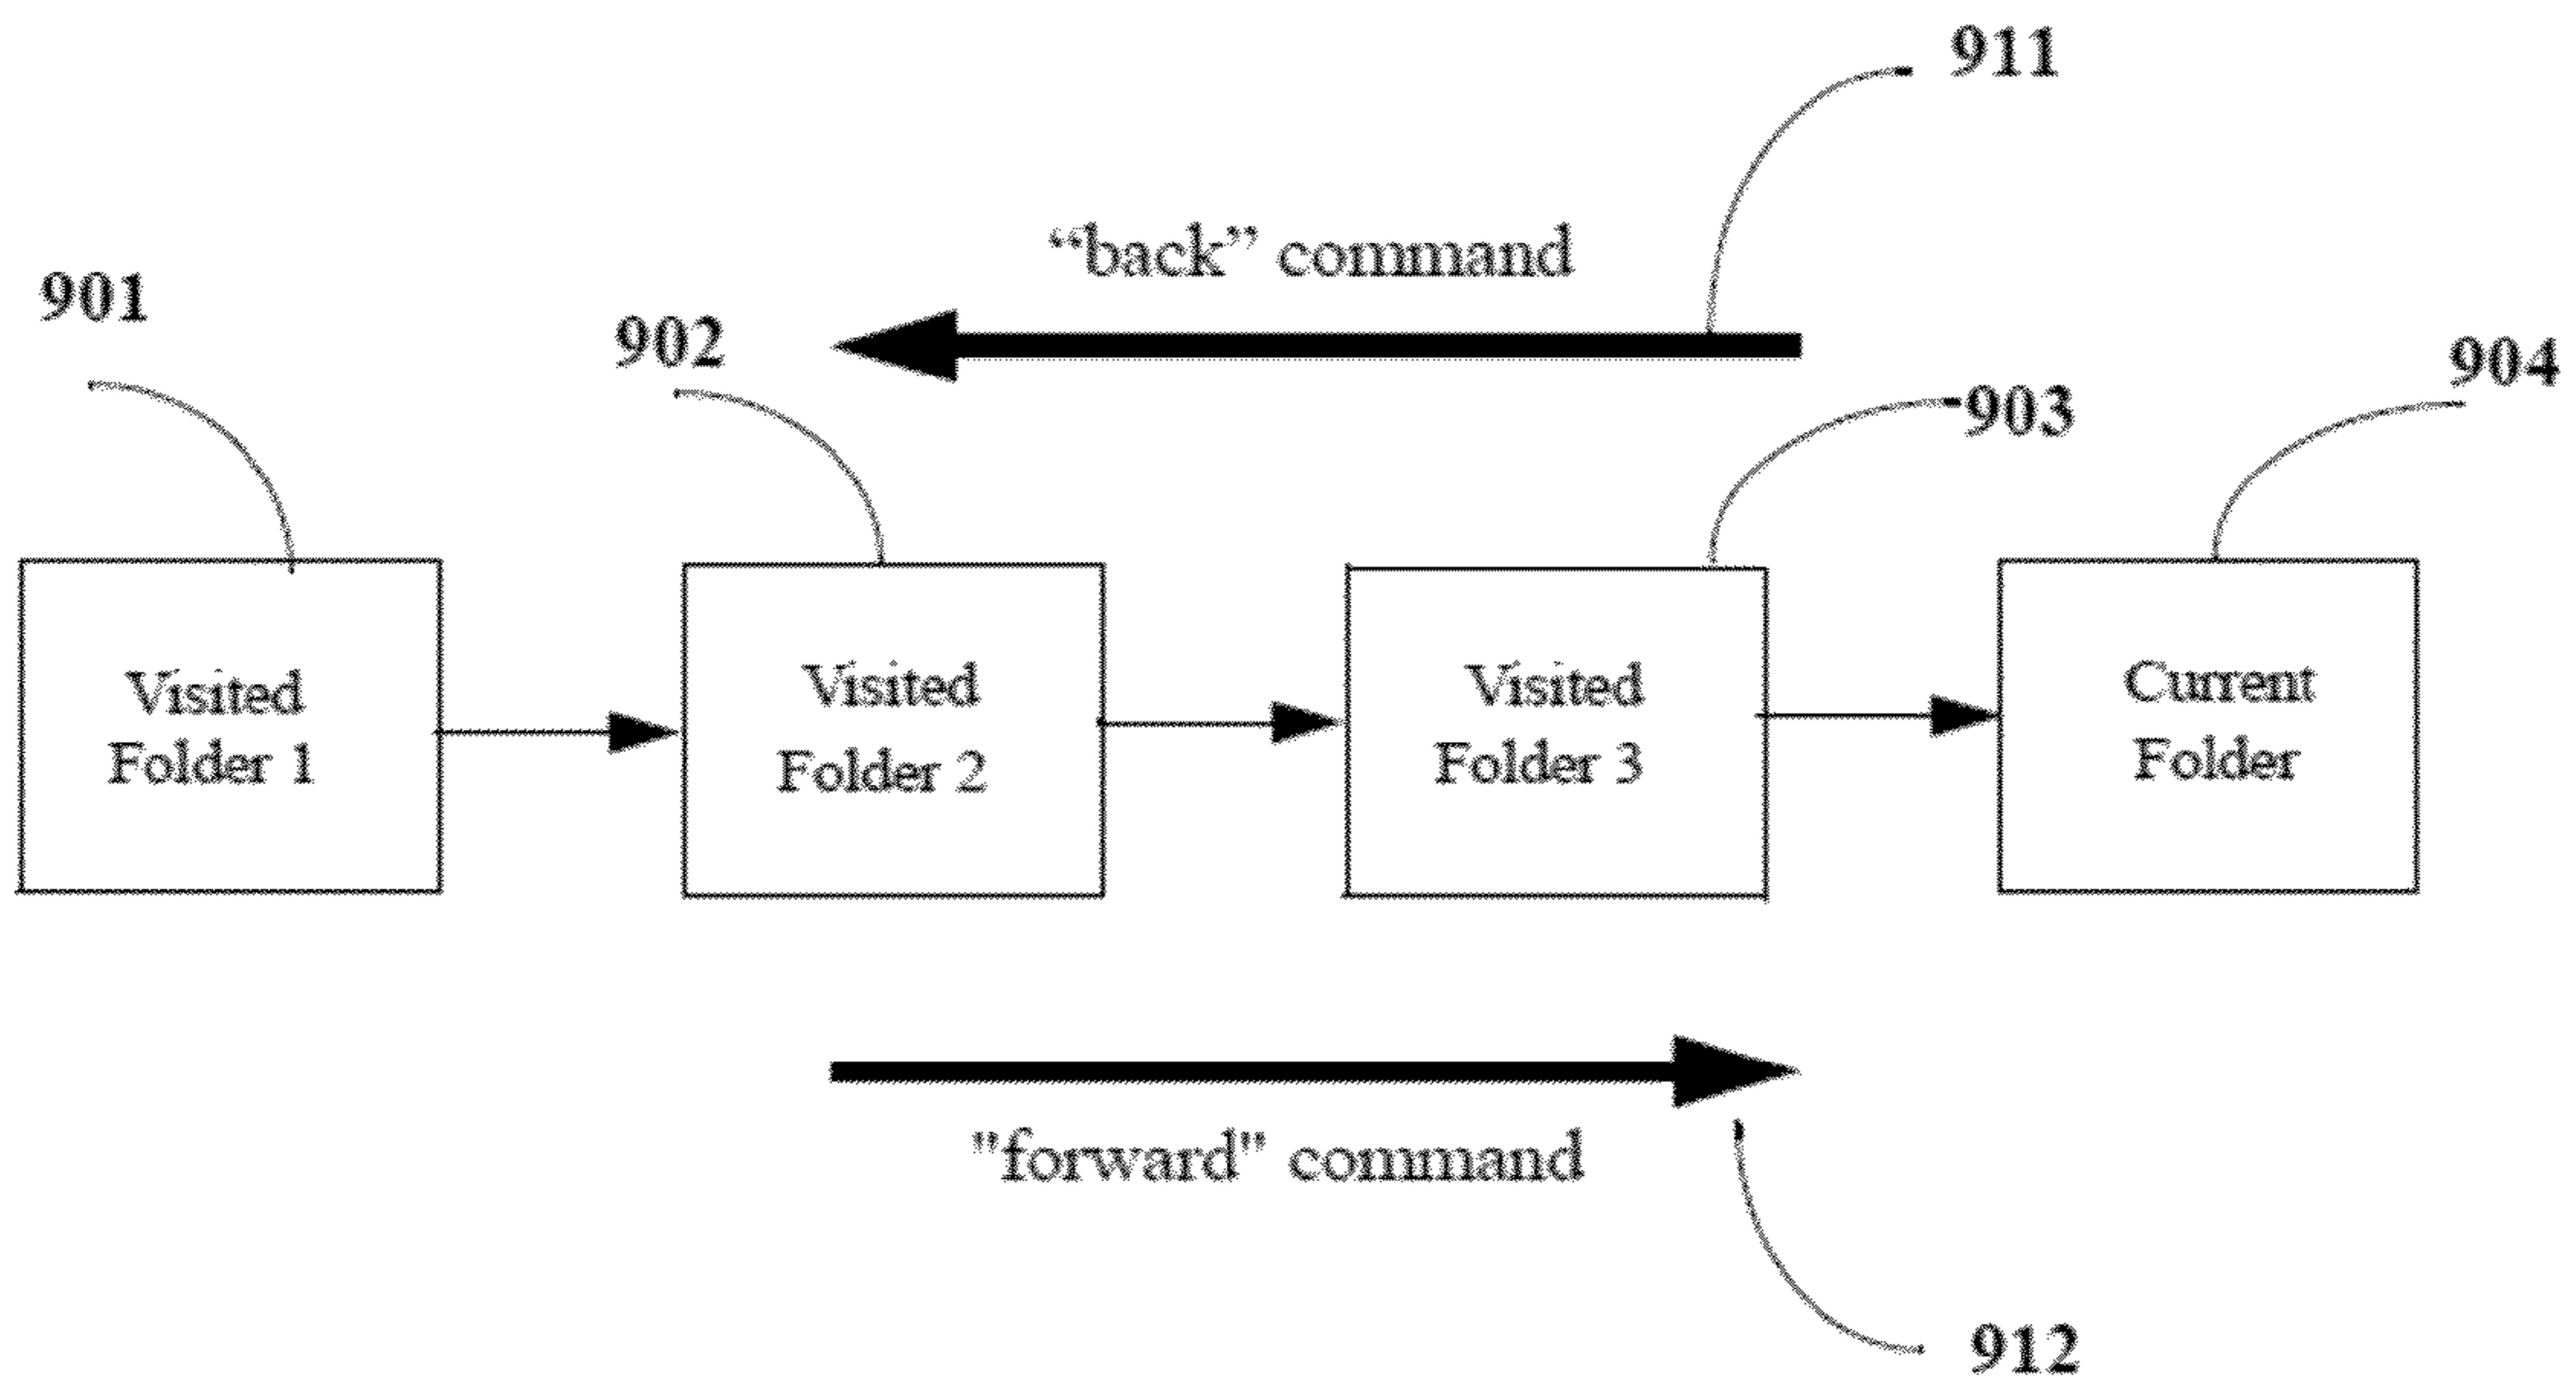 911
“back” command
901
902
904
903
Visited
Folder 1
Visited
Folder 2
Visited
Folder 3
Current
Folder
"forward" command
912